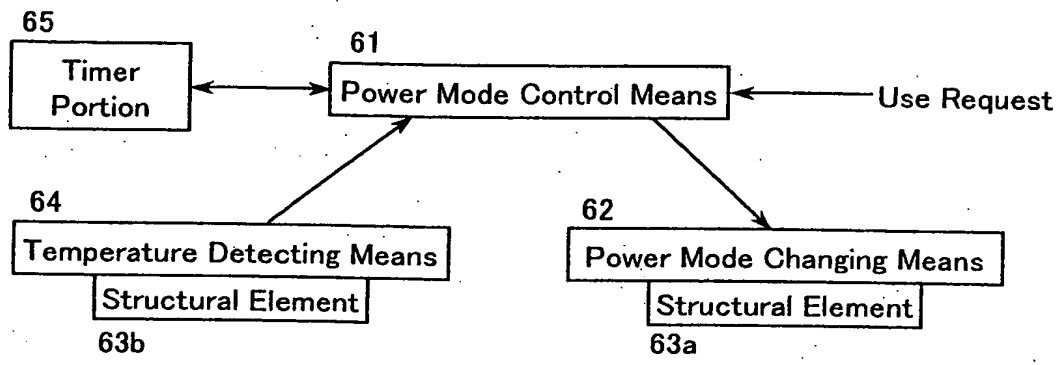 65
Timer
Portion
61
Power Mode Control Means
Use Request
64
Temperature Detecting Means
Structural Element
63b
62
Power Mode Changing Means
Structural Element
63a